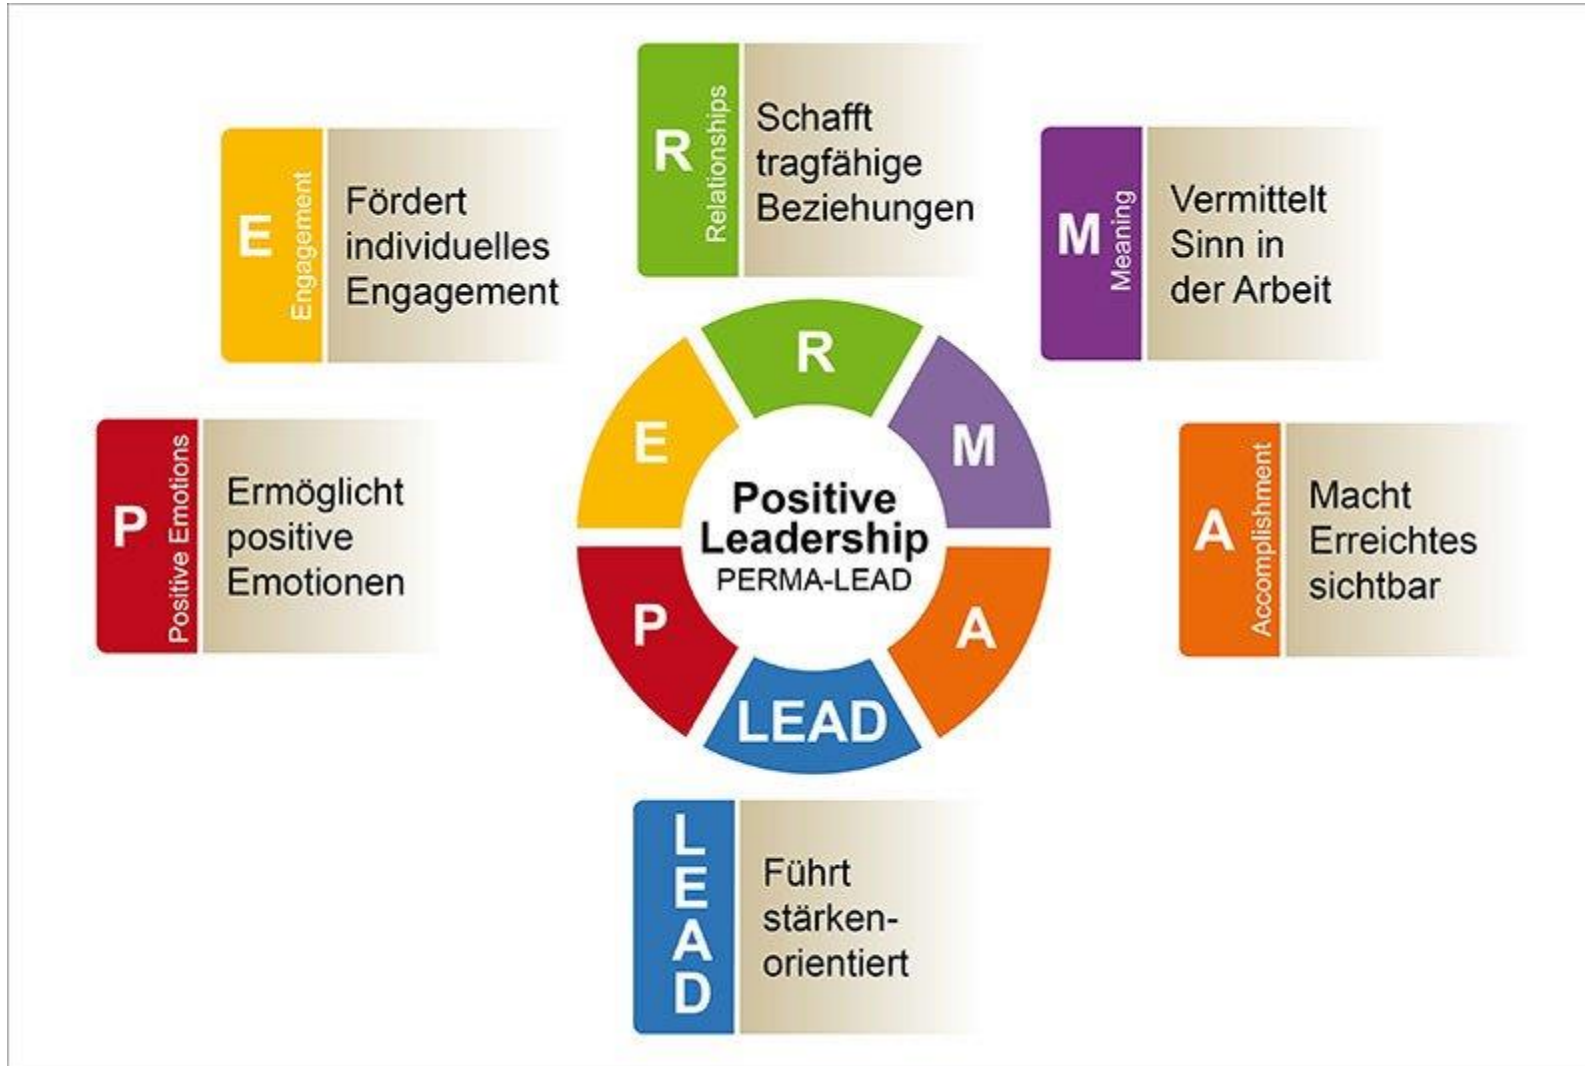 R
Relationships
Schafft
tragfähige
Beziehungen
E
Engagement
Fördert
individuelles
Engagement
M
Meaning
Vermittelt
Sinn in
der Arbeit
P
Positive Emotions
Ermöglicht
positive
Emotionen
A
Accomplishment
Macht
Erreichtes
sichtbar
R
E
M
Positive
Leadership
PERMA-LEAD
P
A
LEAD
L
E
A
D
Führt
stärken-
orientiert